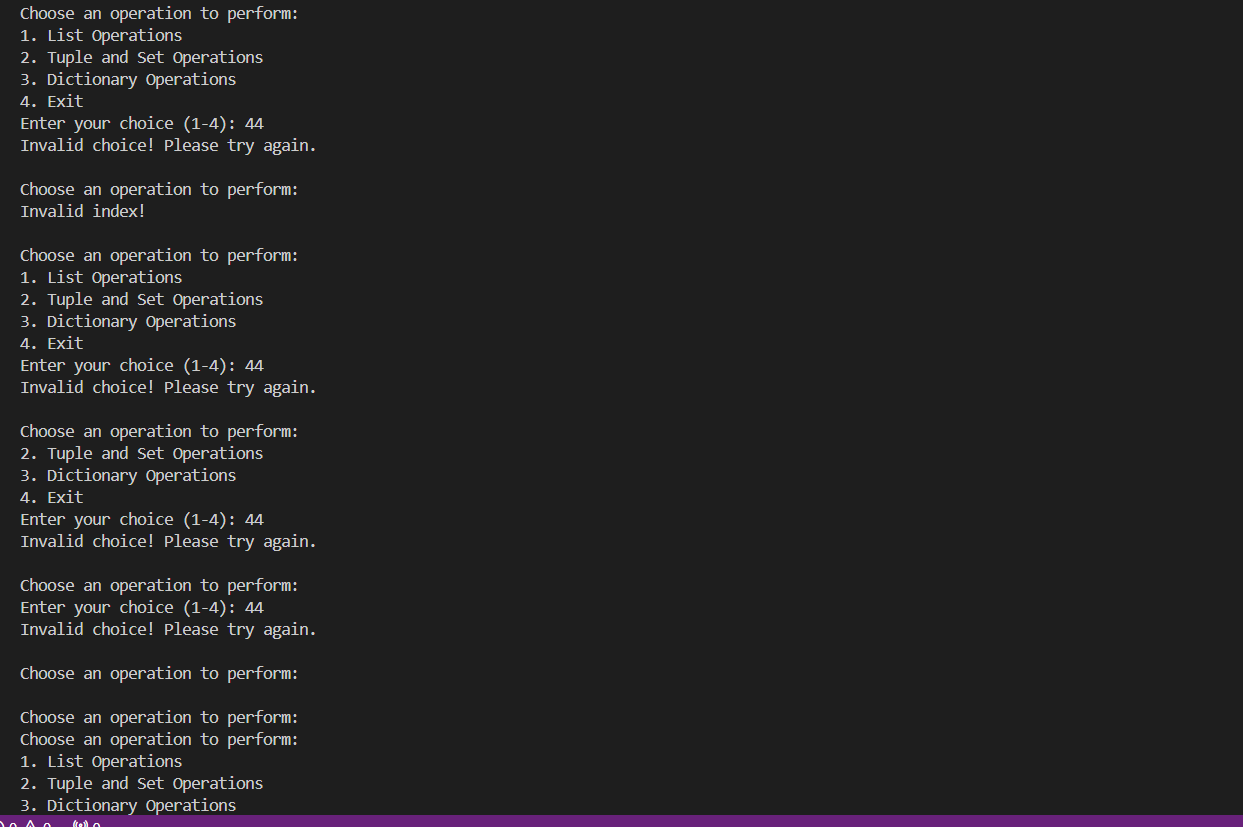 Choose an operation to perform:
1. List Operations
2. Tuple and Set Operations
3. Dictionary Operations
4. Exit
Enter your choice (1-4): 44
Invalid choice! Please try again.
Choose an operation to perform:
Invalid index!
Choose an operation to perform:
1. List Operations
2. Tuple and Set Operations
3. Dictionary Operations
4. Exit
Enter your choice (1-4): 44
Invalid choice! Please try again.
Choose an operation to perform:
2. Tuple and Set Operations
3. Dictionary Operations
4. Exit
Enter your choice (1-4): 44
Invalid choice! Please try again.
Choose an operation to perform:
Enter your choice (1-4): 44
Invalid choice! Please try again.
Choose an operation to perform:
Choose an operation to perform:
Choose an operation to perform:
1. List Operations
2. Tuple and Set Operations
3. Dictionary Operations